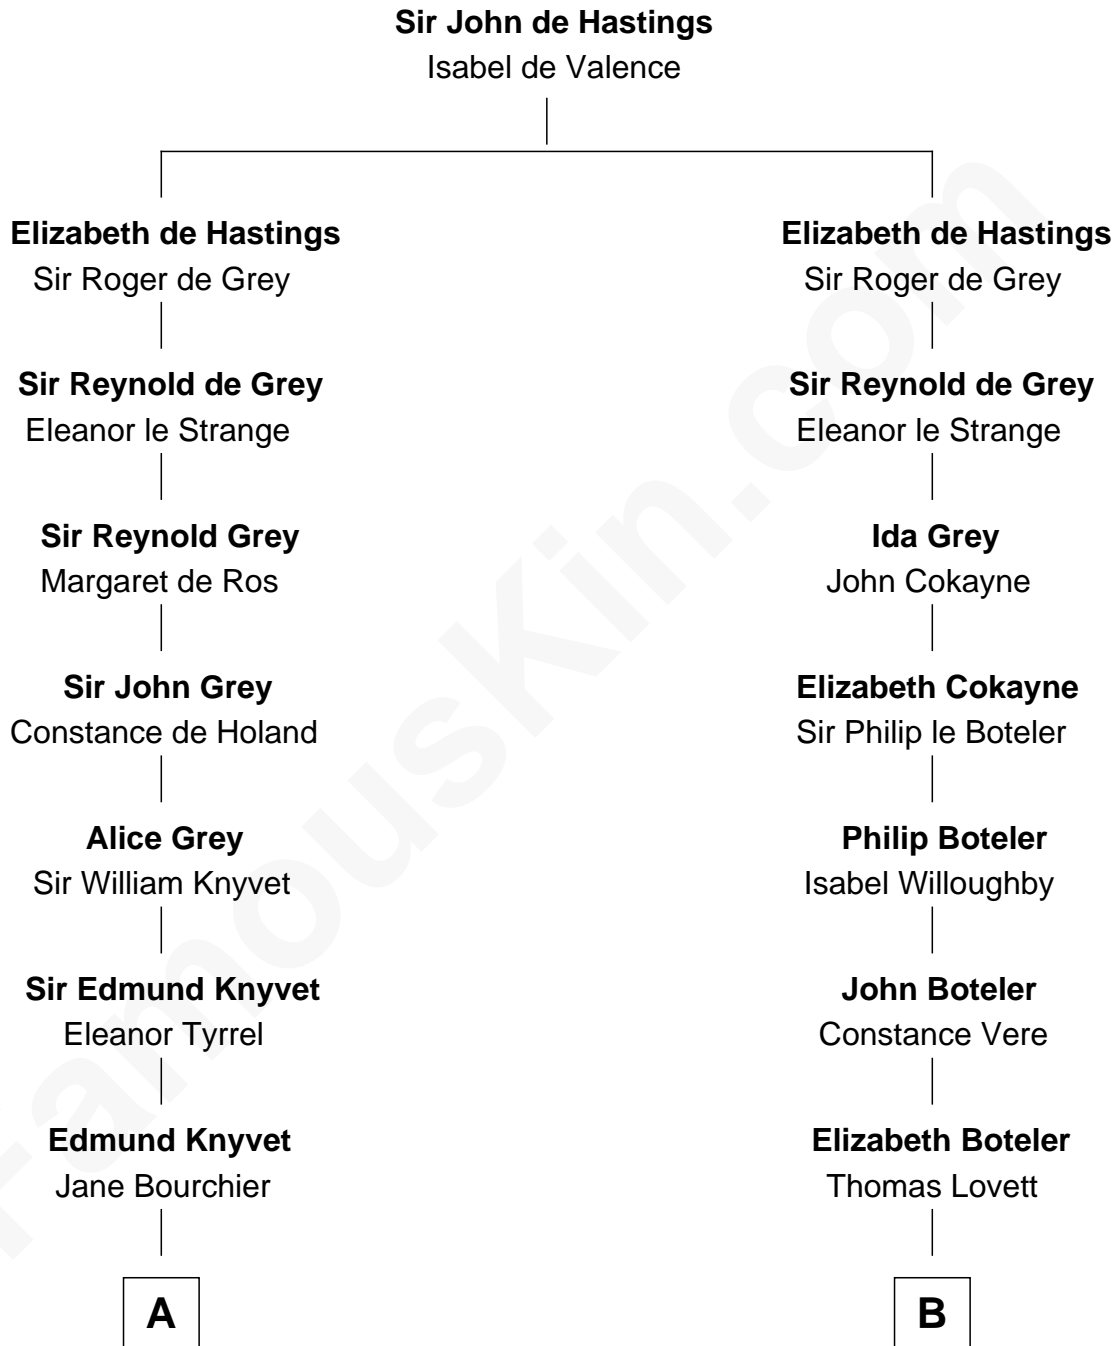 Sir John de Hastings
Isabel de Valence
Elizabeth de Hastings
Sir Roger de Grey
Elizabeth de Hastings
Sir Roger de Grey
Sir Reynold de Grey
Eleanor le Strange
Sir Reynold de Grey
Eleanor le Strange
Sir Reynold Grey
Margaret de Ros
Ida Grey
John Cokayne
Sir John Grey
Constance de Holand
Elizabeth Cokayne
Sir Philip le Boteler
Alice Grey
Sir William Knyvet
Philip Boteler
Isabel Willoughby
Sir Edmund Knyvet
Eleanor Tyrrel
John Boteler
Constance Vere
Edmund Knyvet
Jane Bourchier
Elizabeth Boteler
Thomas Lovett
A
B
FamousKin.com